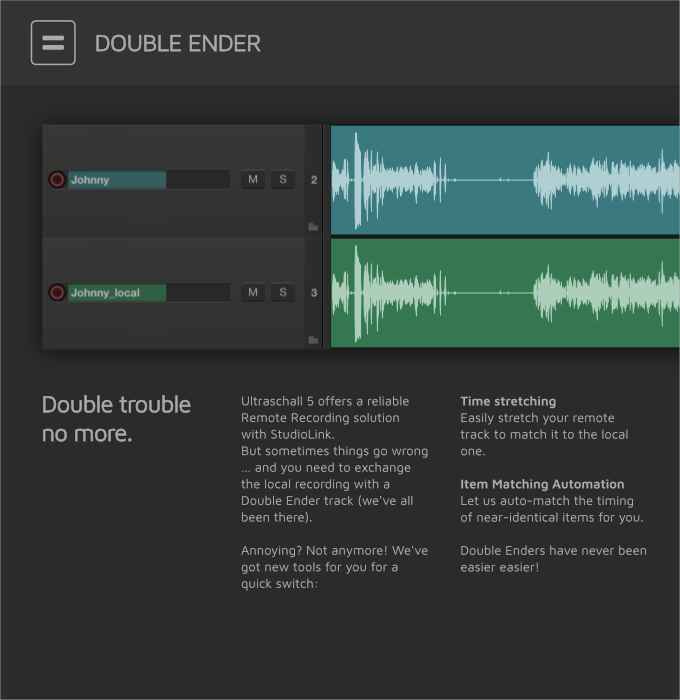 DOUBLE ENDER
Johnny
M S 2
Johnny_local
M S 3
Double trouble
no more.
Ultraschall 5 offers a reliable
Remote Recording solution
with StudioLink.
But sometimes things go wrong
... and you need to exchange
the local recording with a
Double Ender track (we've all
been there).
Annoying? Not anymore! We've
got new tools for you for a
quick switch:
Time stretching
Easily stretch your remote
track to match it to the local
one.
Item Matching Automation
Let us auto-match the timing
of near-identical items for you.
Double Enders have never been
easier easier!